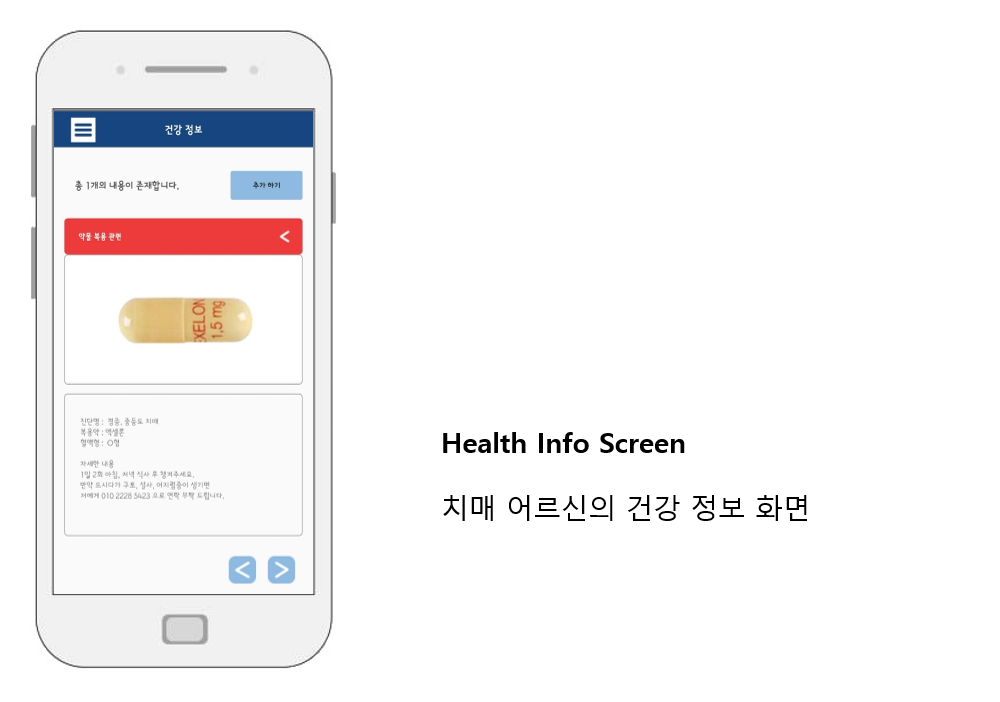 건강 정보
총 1개의 내용이 존재합니다.
추가 하기
약물 복용 관련
EXELON
1,5 mg
진단명 : 경증, 중등도 치매
복용약 : 엑셀론
혈액형 : O형
자세한 내용
1일 2회 아침, 저녁 식사 후 챙겨주세요.
만약 드시다가 구토, 설사, 어지럼증이 생기면
저에게 010 2228 5423 으로 연락 부탁 드립니다.
Health Info Screen
치매 어르신의 건강 정보 화면